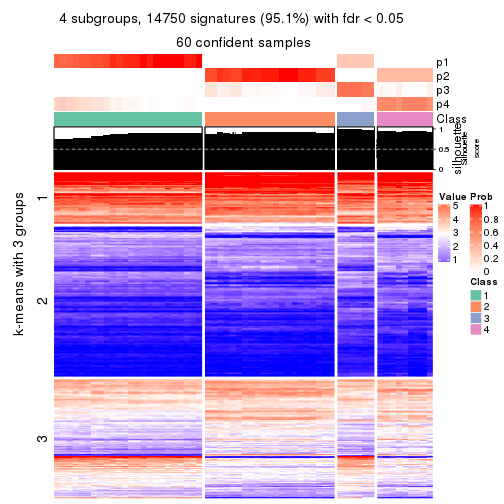 4 subgroups, 14750 signatures (95.1%) with fdr < 0.05
60 confident samples
p1
p2
p3
p4
Class
silhouette
Silhouette
score
1
0.5
0
k-means with 3 groups
1
2
3
Value
5
4
3
2
1
Prob
1
0.8
0.6
0.4
0.2
0
Class
1
2
3
4